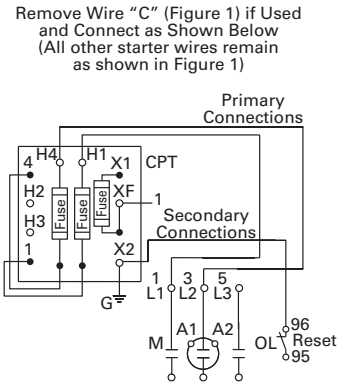 Remove Wire “C” (Figure 1) if Used
and Connect as Shown Below
(All other starter wires remain
as shown in Figure 1)
Primary
Connections
4 H4 H1 X1 CPT
H2 XF 1
H3 Fuse Fuse Fuse
Secondary
Connections
1 X2
G
1 3 5
L1 L2 L3
M A1 A2 OL 96 Reset 95